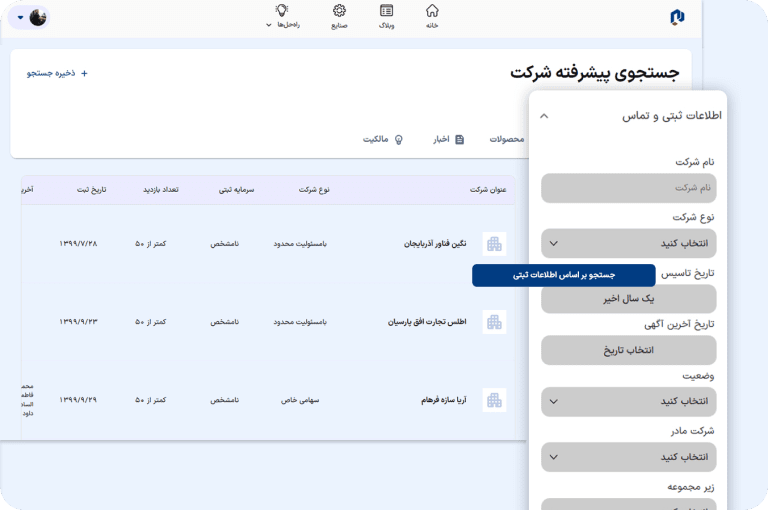 خانه
وبلاگ
صنایع
راه‌حل‌ها
جستجوی پیشرفته شرکت
+ ذخیره جستجو
محصولات
اخبار
مالکیت
عنوان شرکت
نوع شرکت
سرمایه ثبتی
تعداد بازدید
تاریخ ثبت
نگین فناور آذربایجان
بامسئولیت محدود
نامشخص
کمتر از ۵۰
۱۳۹۹/۷/۲۸
اطلس تجارت افق پارسیان
بامسئولیت محدود
نامشخص
کمتر از ۵۰
۱۳۹۹/۹/۲۳
آریا سازه فرهام
سهامی خاص
نامشخص
کمتر از ۵۰
۱۳۹۹/۹/۲۹
داود
اطلاعات ثبتی و تماس
نام شرکت
نام شرکت
نوع شرکت
انتخاب کنید
جستجو بر اساس اطلاعات ثبتی
تاریخ تاسیس
یک سال اخیر
تاریخ آخرین آگهی
انتخاب تاریخ
وضعیت
انتخاب کنید
شرکت مادر
انتخاب کنید
زیر مجموعه